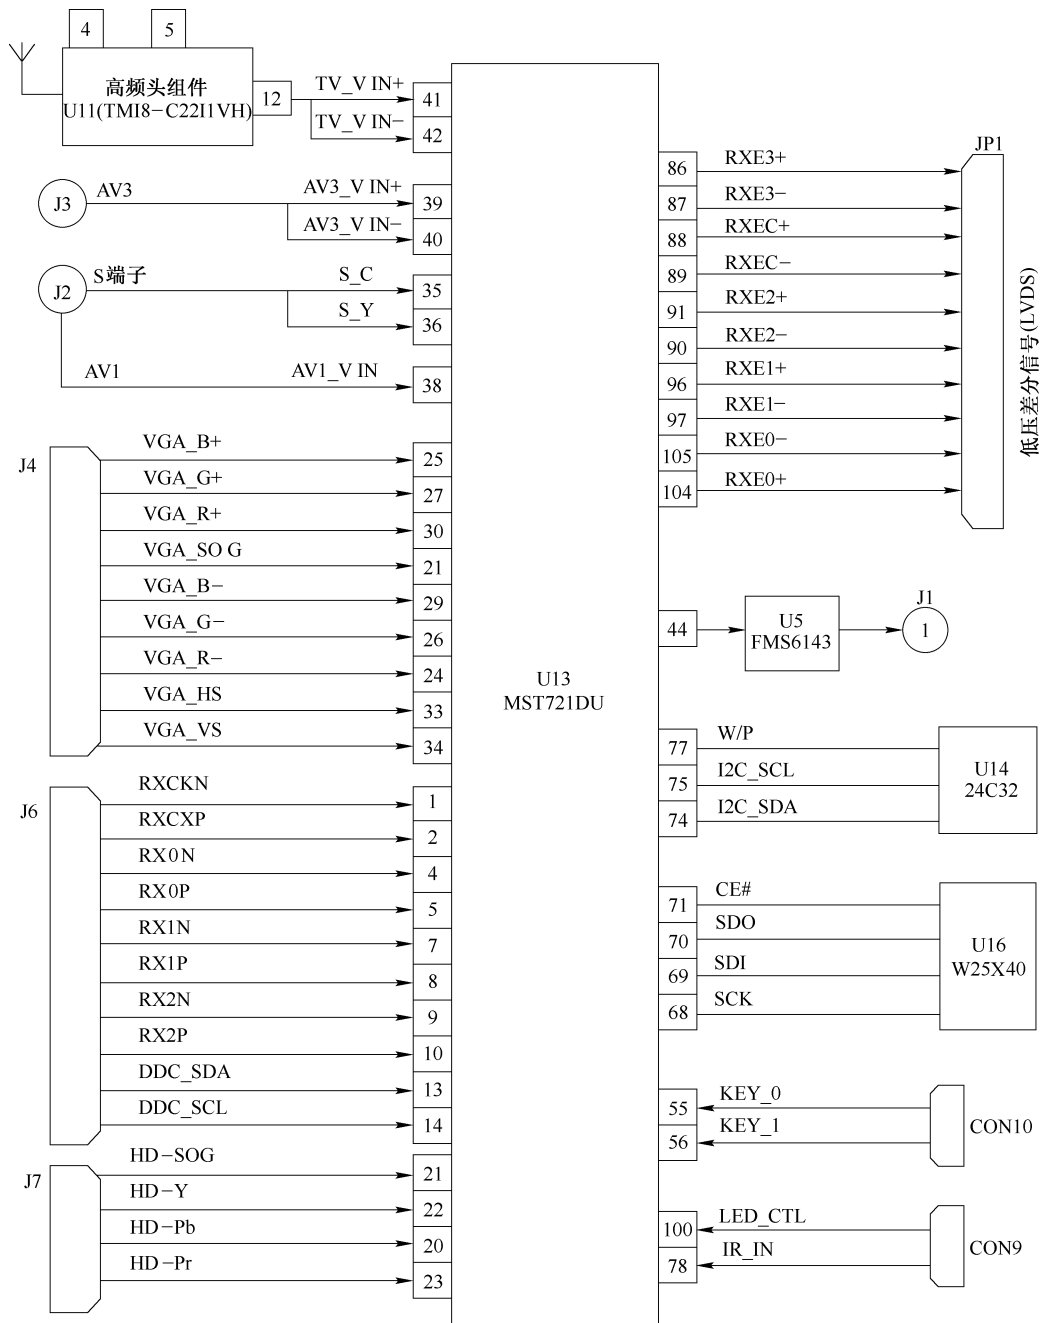 4
5
高频头组件
U11(TMI8-C22I1VH)
12
TV_V IN+
41
TV_V IN-
42
J3
AV3
AV3_V IN+
39
AV3_V IN-
40
J2
S端子
S_C
35
S_Y
36
AV1
AV1_V IN
38
J4
VGA_B+
25
VGA_G+
27
VGA_R+
30
VGA_SO G
21
VGA_B-
29
VGA_G-
26
VGA_R-
24
VGA_HS
33
VGA_VS
34
J6
RXCKN
1
RXCXP
2
RX0N
4
RX0P
5
RX1N
7
RX1P
8
RX2N
9
RX2P
10
DDC_SDA
13
DDC_SCL
14
J7
HD-SOG
21
HD-Y
22
HD-Pb
20
HD-Pr
23
U13
MST721DU
JP1
86
RXE3+
87
RXE3-
88
RXEC+
89
RXEC-
91
RXE2+
90
RXE2-
96
RXE1+
97
RXE1-
105
RXE0-
104
RXE0+
低压差分信号(LVDS)
44
U5
FMS6143
J1
1
77
W/P
75
I2C_SCL
74
I2C_SDA
U14
24C32
71
CE#
70
SDO
69
SDI
68
SCK
U16
W25X40
55
KEY_0
56
KEY_1
CON10
100
LED_CTL
78
IR_IN
CON9